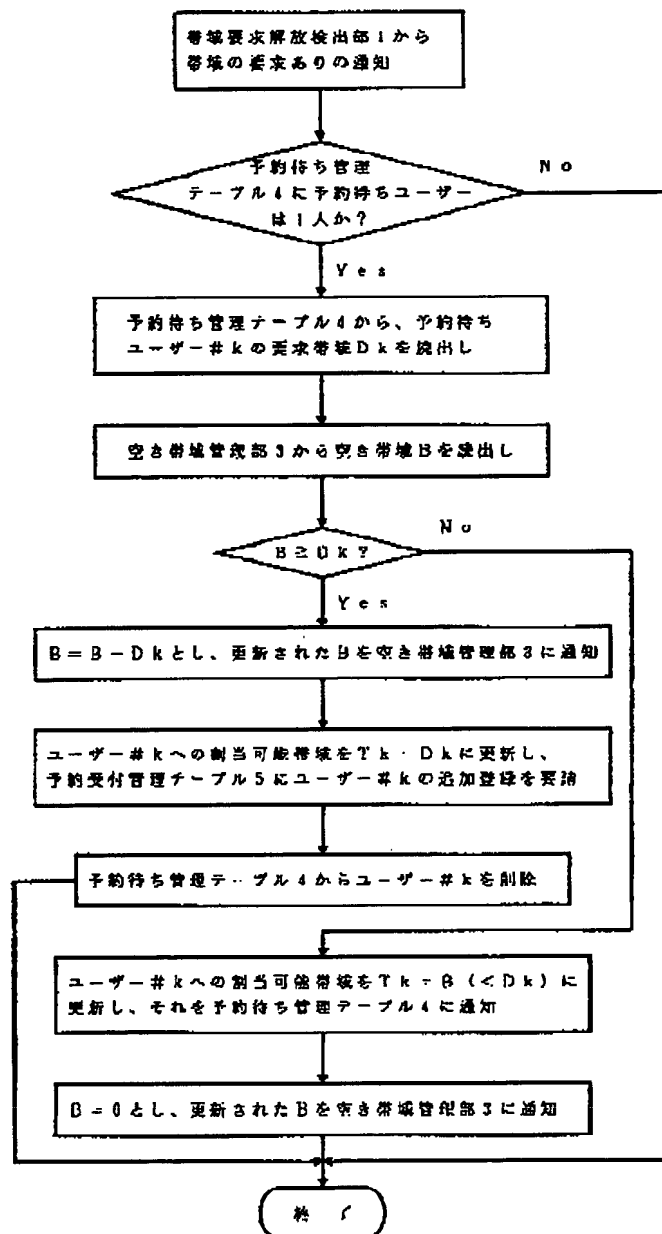 帯域要求解放検出部1から
帯域の要求ありの通知
予約待ち管理
テーブル4に予約待ちユーザー
は1人か?
No
Yes
予約待ち管理テーブル4から、予約待ち
ユーザー#kの要求帯域Dkを読出し
空き帯域管理部3から空き帯域Bを読出し
No
B≧Dk?
Yes
B=B-Dkとし、更新されたBを空き帯域管理部3に通知
ユーザー#kへの割当可能帯域をTk=Dkに更新し、
予約受付管理テーブル5にユーザー#kの追加登録を要請
予約待ち管理テーブル4からユーザー#kを削除
ユーザー#kへの割当可能帯域をTk=B(<Dk)に
更新し、それを予約待ち管理テーブル4に通知
B=0とし、更新されたBを空き帯域管理部3に通知
終了